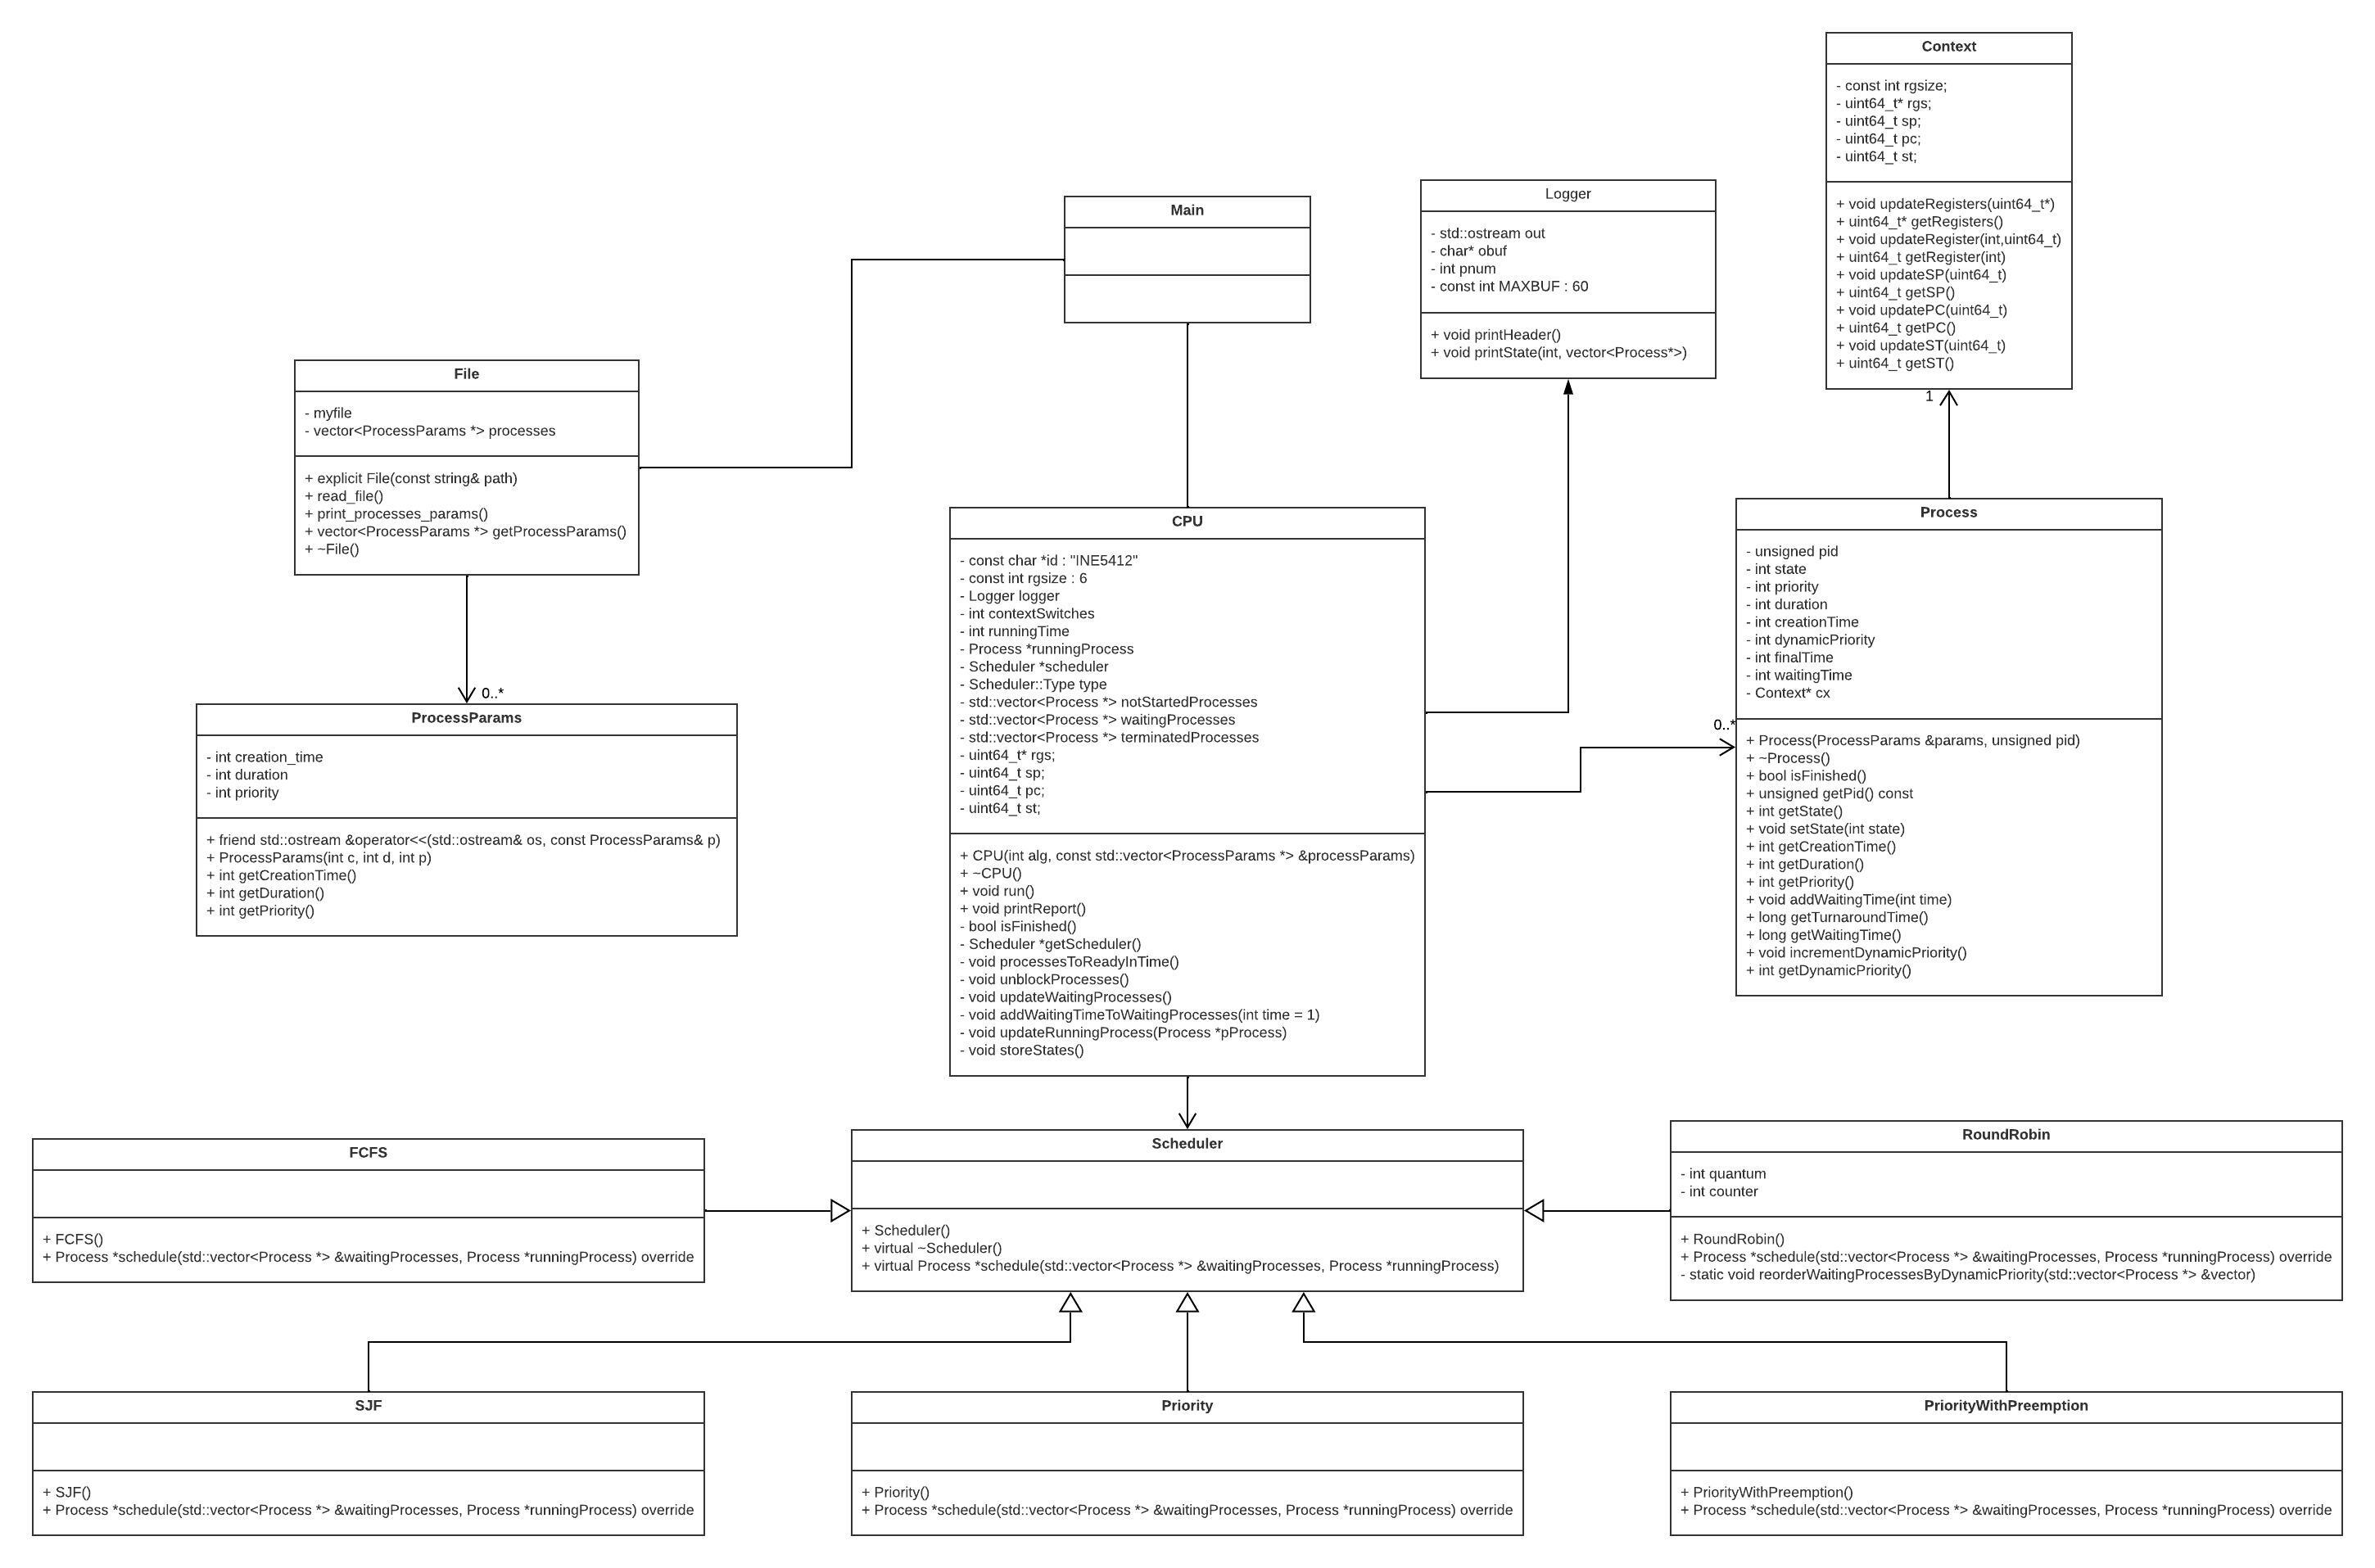 Context
- const int rgsize;
- uint64_t* rgs;
- uint64_t sp;
- uint64_t pc;
- uint64_t st;
+ void updateRegisters(uint64_t*)
+ uint64_t* getRegisters()
+ void updateRegister(int,uint64_t)
+ uint64_t getRegister(int)
+ void updateSP(uint64_t)
+ uint64_t getSP()
+ void updatePC(uint64_t)
+ uint64_t getPC()
+ void updateST(uint64_t)
+ uint64_t getST()
1
Logger
- std::ostream out
- char* obuf
- int pnum
- const int MAXBUF : 60
+ void printHeader()
+ void printState(int, vector<Process*>)
Main
File
- myfile
- vector<ProcessParams *> processes
+ explicit File(const string& path)
+ read_file()
+ print_processes_params()
+ vector<ProcessParams *> getProcessParams()
+ ~File()
0..*
ProcessParams
- int creation_time
- int duration
- int priority
+ friend std::ostream &operator<<(std::ostream& os, const ProcessParams& p)
+ ProcessParams(int c, int d, int p)
+ int getCreationTime()
+ int getDuration()
+ int getPriority()
CPU
- const char *id : "INE5412"
- const int rgsize : 6
- Logger logger
- int contextSwitches
- int runningTime
- Process *runningProcess
- Scheduler *scheduler
- Scheduler::Type type
- std::vector<Process *> notStartedProcesses
- std::vector<Process *> waitingProcesses
- std::vector<Process *> terminatedProcesses
- uint64_t* rgs;
- uint64_t sp;
- uint64_t pc;
- uint64_t st;
+ CPU(int alg, const std::vector<ProcessParams *> &processParams)
+ ~CPU()
+ void run()
+ void printReport()
- bool isFinished()
- Scheduler *getScheduler()
- void processesToReadyInTime()
- void unblockProcesses()
- void updateWaitingProcesses()
- void addWaitingTimeToWaitingProcesses(int time = 1)
- void updateRunningProcess(Process *pProcess)
- void storeStates()
Process
- unsigned pid
- int state
- int priority
- int duration
- int creationTime
- int dynamicPriority
- int finalTime
- int waitingTime
- Context* cx
0..*
+ Process(ProcessParams &params, unsigned pid)
+ ~Process()
+ bool isFinished()
+ unsigned getPid() const
+ int getState()
+ void setState(int state)
+ int getCreationTime()
+ int getDuration()
+ int getPriority()
+ void addWaitingTime(int time)
+ long getTurnaroundTime()
+ long getWaitingTime()
+ void incrementDynamicPriority()
+ int getDynamicPriority()
FCFS
+ FCFS()
+ Process *schedule(std::vector<Process *> &waitingProcesses, Process *runningProcess) override
Scheduler
+ Scheduler()
+ virtual ~Scheduler()
+ virtual Process *schedule(std::vector<Process *> &waitingProcesses, Process *runningProcess)
RoundRobin
- int quantum
- int counter
+ RoundRobin()
+ Process *schedule(std::vector<Process *> &waitingProcesses, Process *runningProcess) override
- static void reorderWaitingProcessesByDynamicPriority(std::vector<Process *> &vector)
SJF
+ SJF()
+ Process *schedule(std::vector<Process *> &waitingProcesses, Process *runningProcess) override
Priority
+ Priority()
+ Process *schedule(std::vector<Process *> &waitingProcesses, Process *runningProcess) override
PriorityWithPreemption
+ PriorityWithPreemption()
+ Process *schedule(std::vector<Process *> &waitingProcesses, Process *runningProcess) override